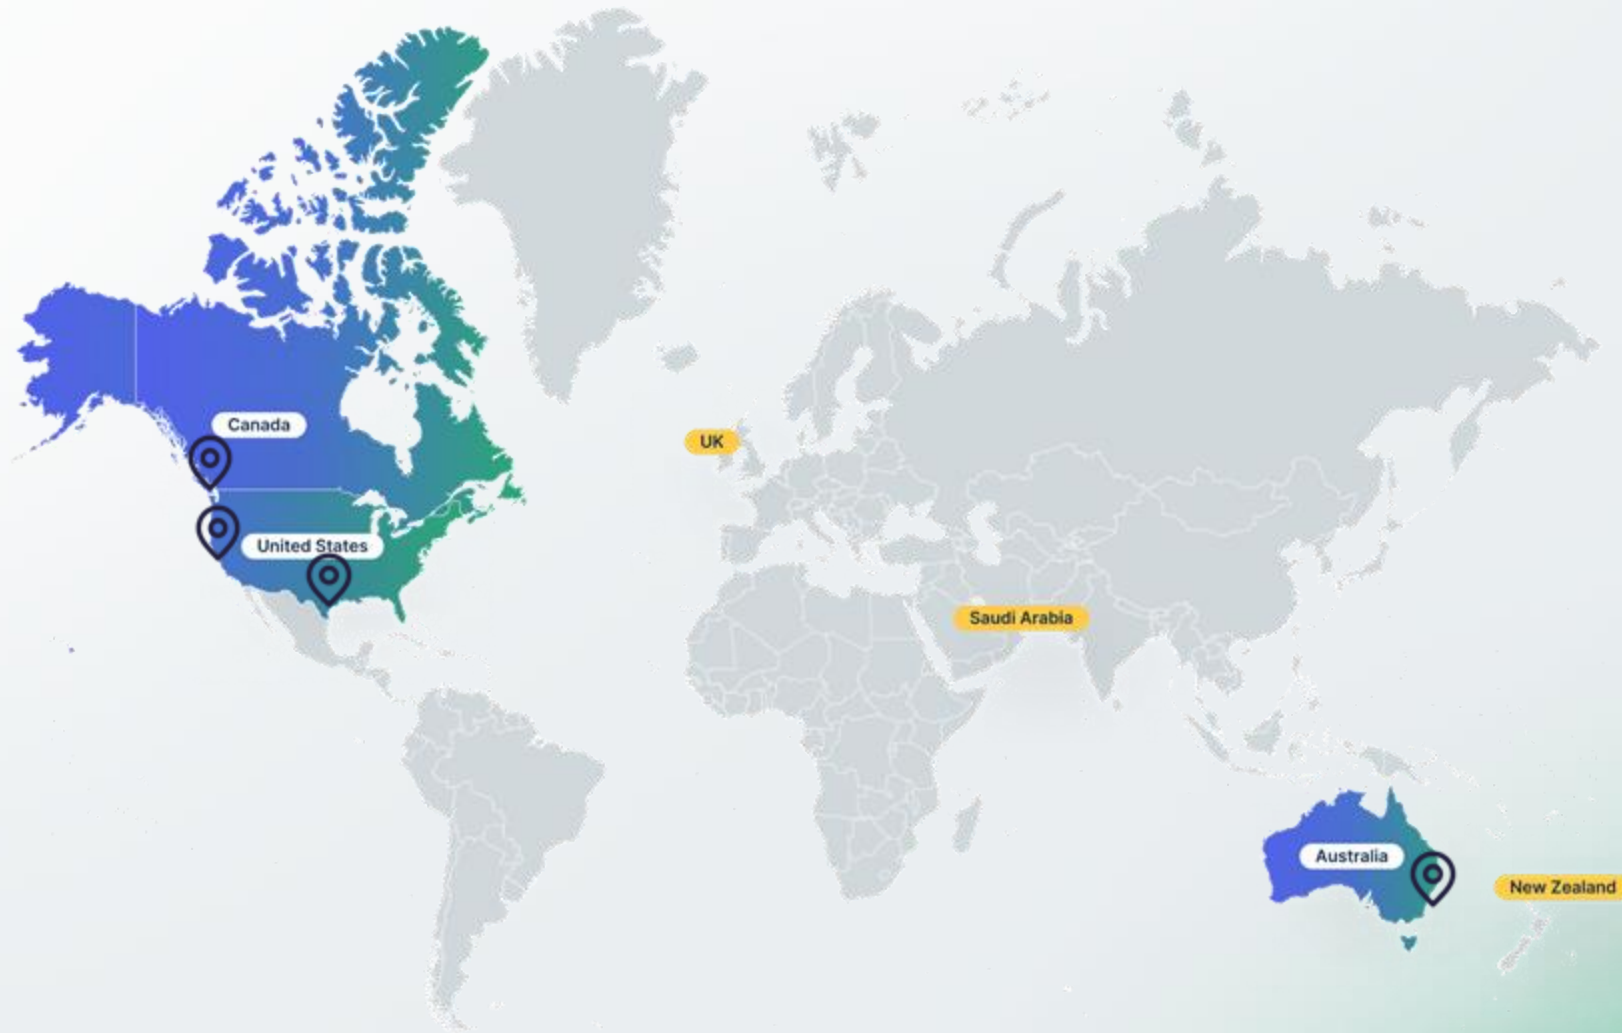 Canada
UK
United States
Saudi Arabia
Australia
New Zealand